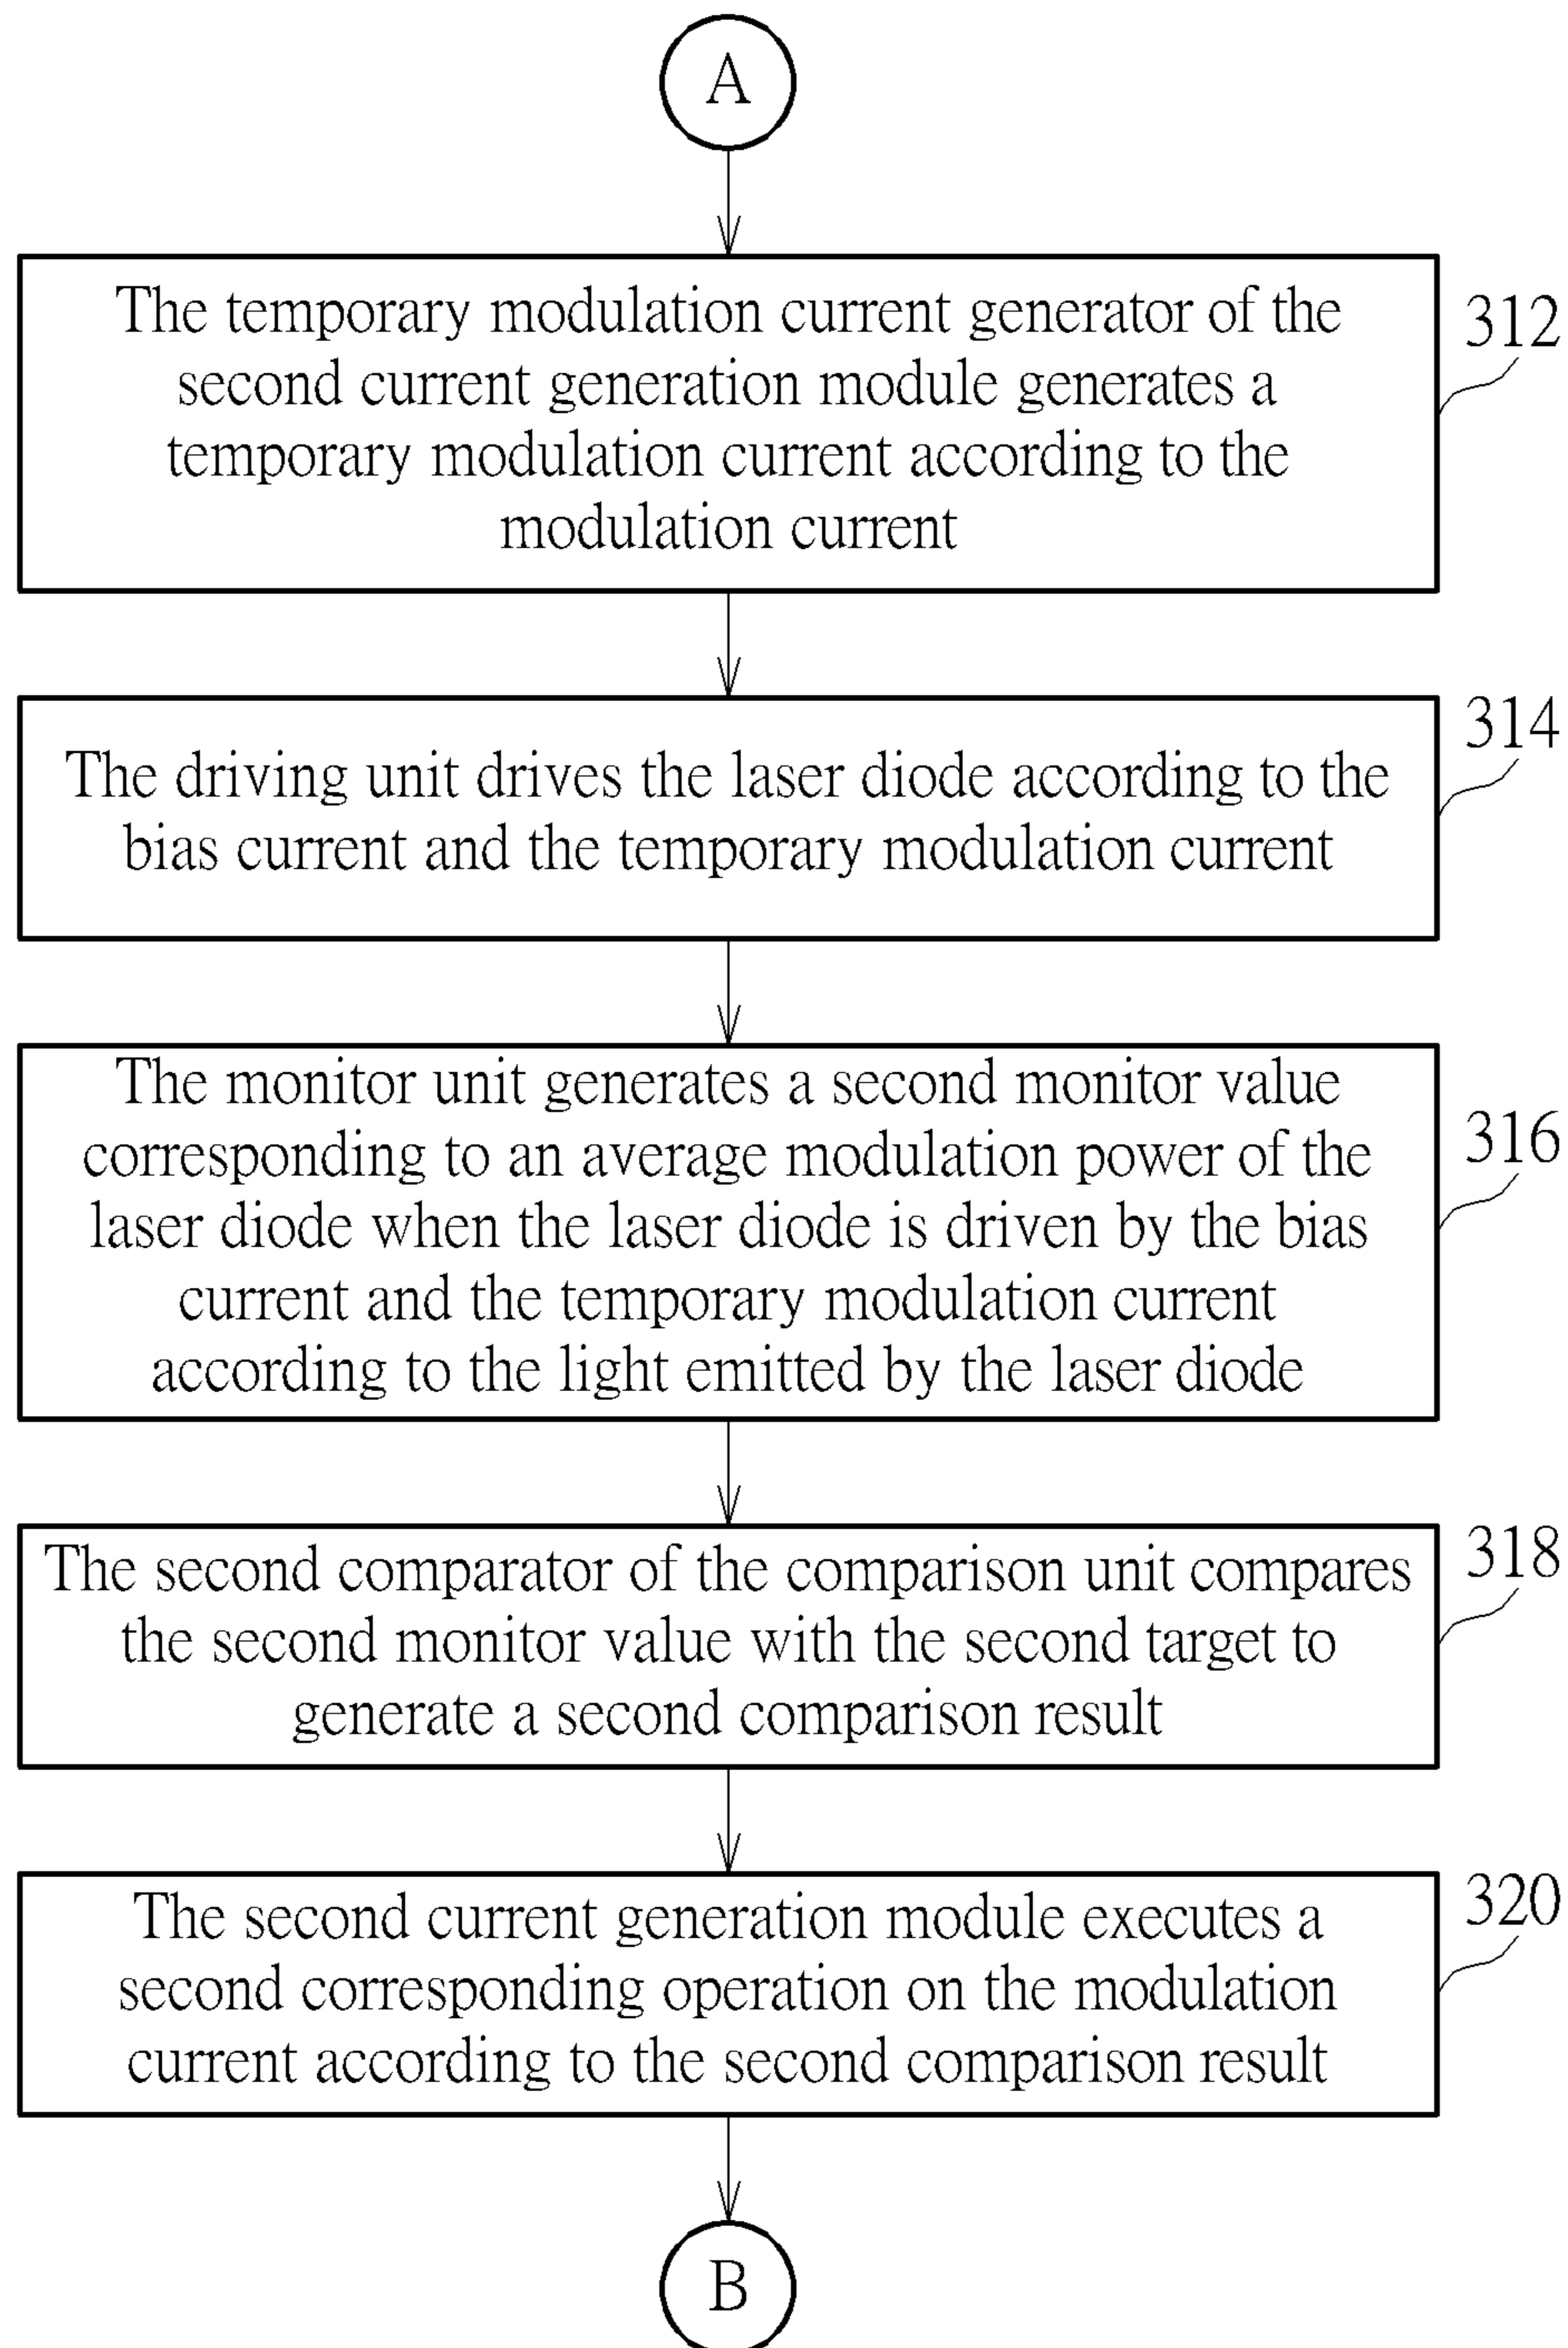 A
The temporary modulation current generator of the
second current generation module generates a
temporary modulation current according to the
modulation current
312
The driving unit drives the laser diode according to the
bias current and the temporary modulation current
314
The monitor unit generates a second monitor value
corresponding to an average modulation power of the
laser diode when the laser diode is driven by the bias
current and the temporary modulation current
according to the light emitted by the laser diode
316
The second comparator of the comparison unit compares
the second monitor value with the second target to
generate a second comparison result
318
The second current generation module executes a
second corresponding operation on the modulation
current according to the second comparison result
320
B